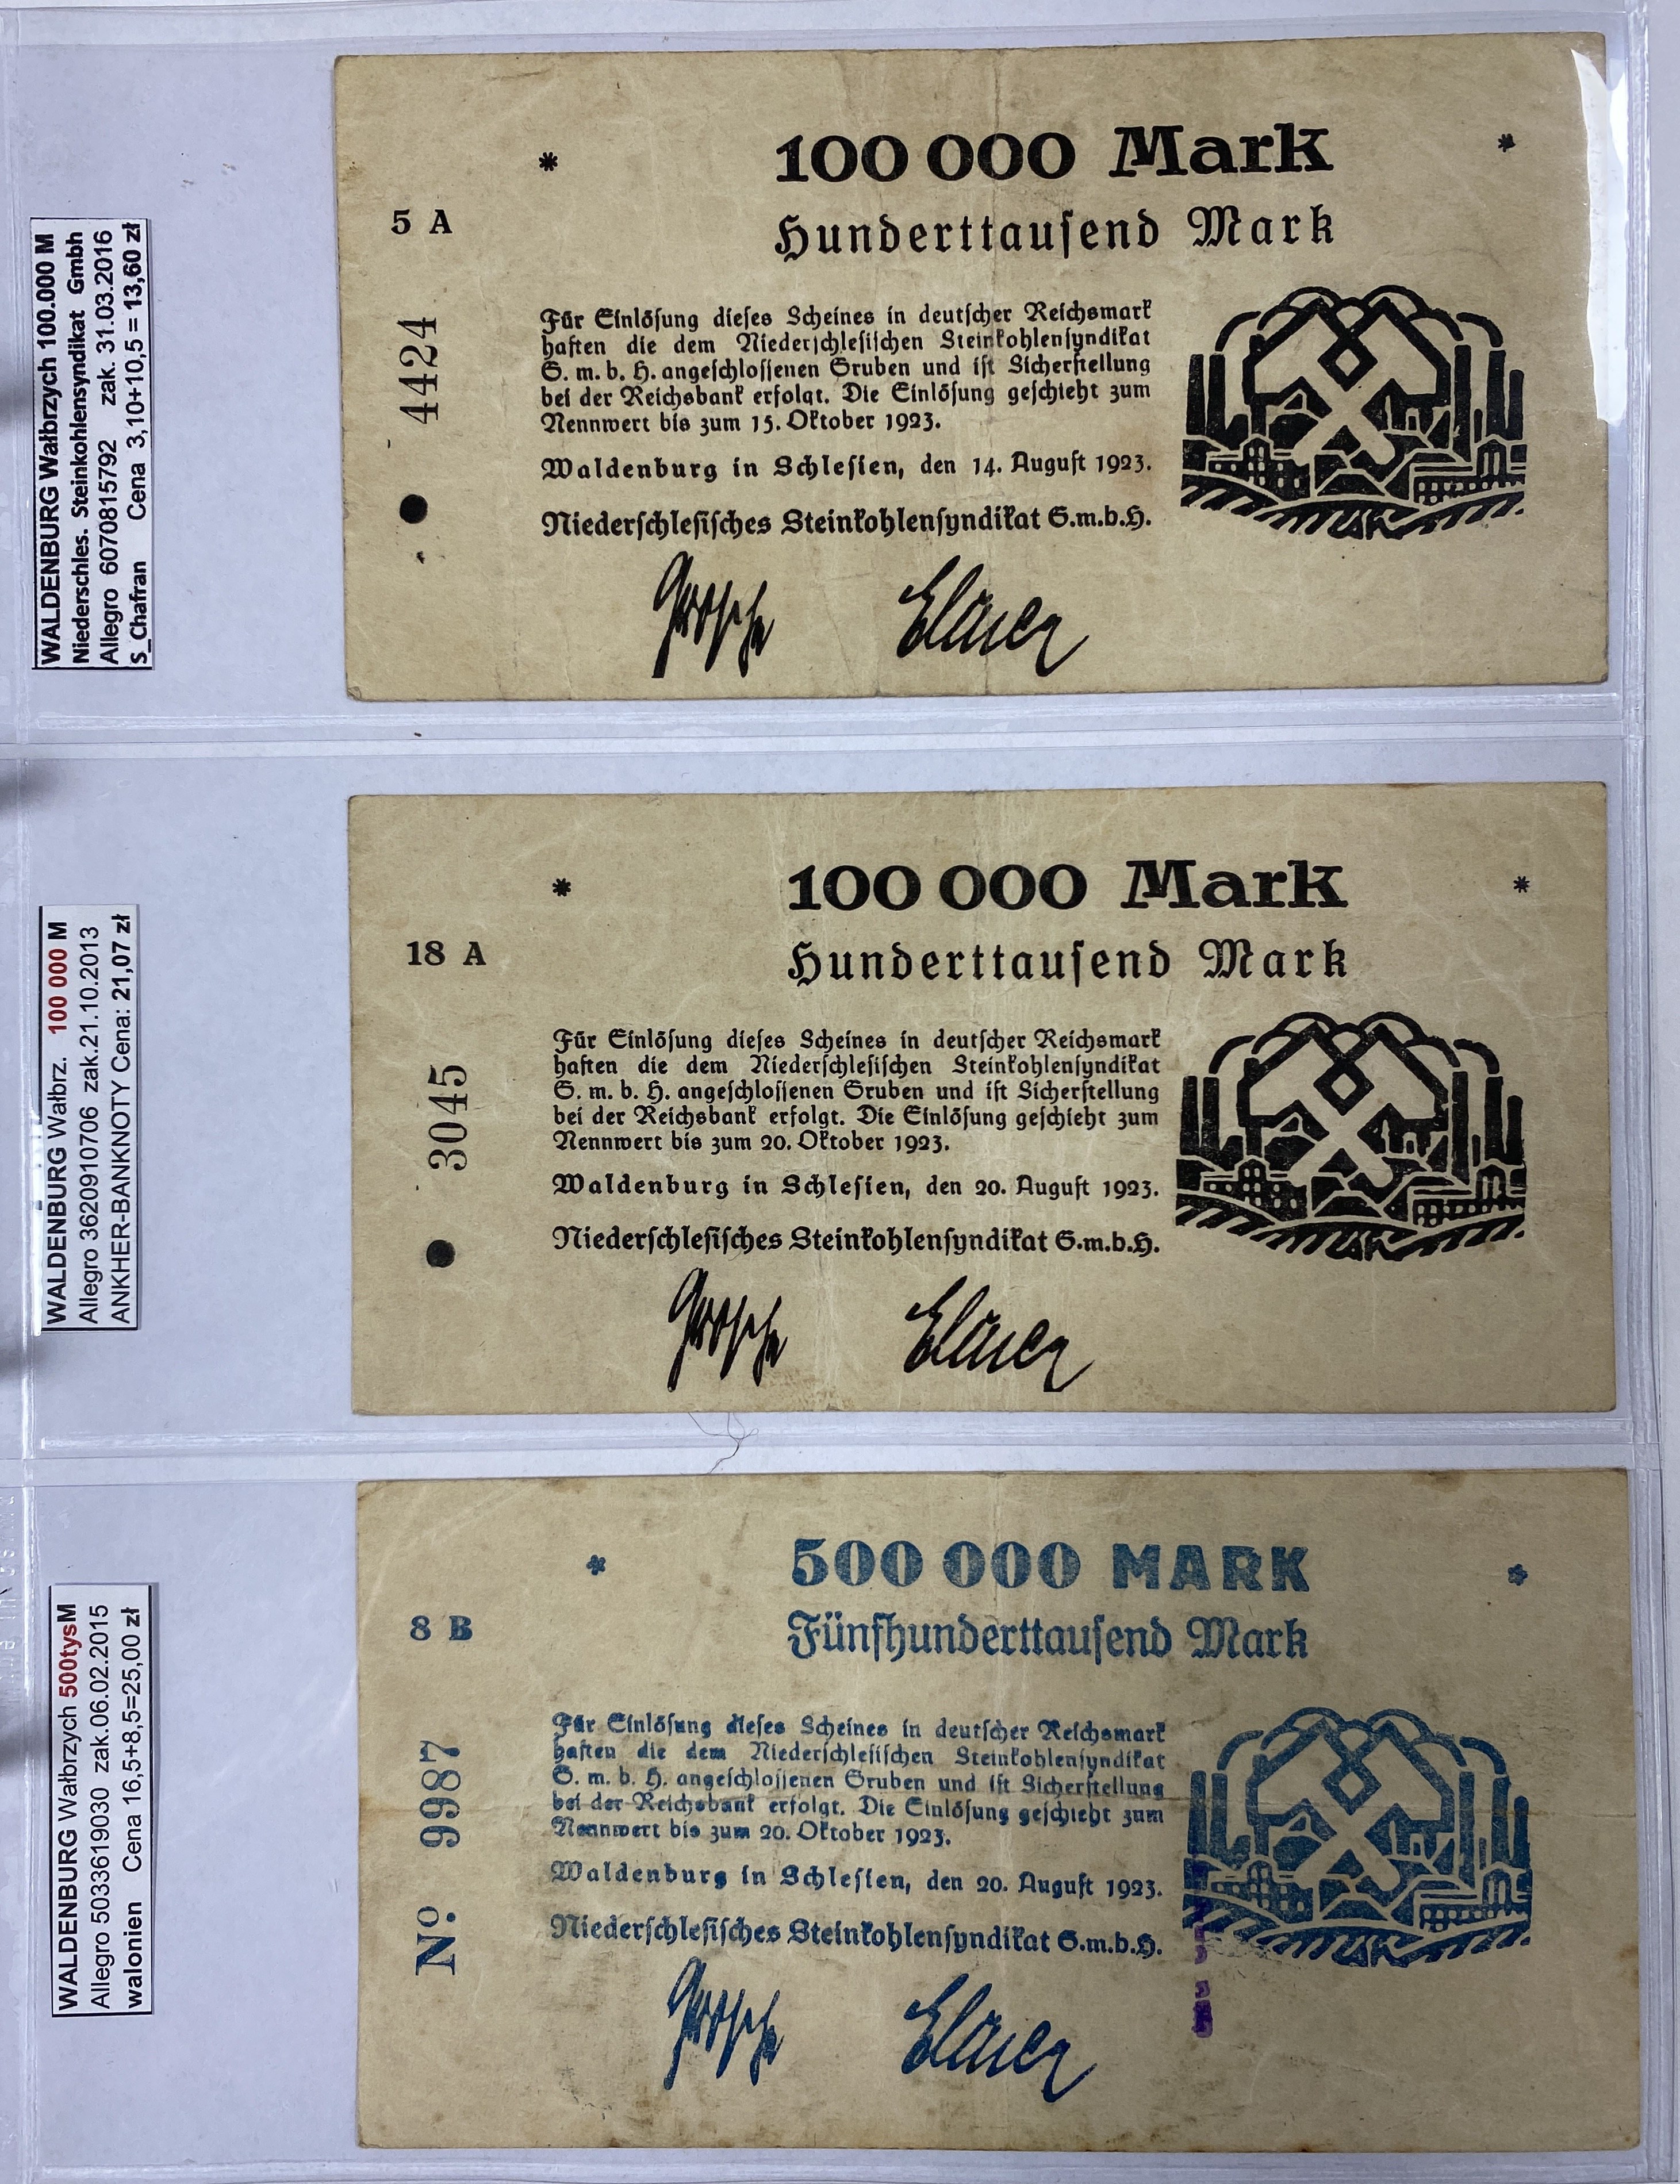 WALDENBURG Wałbrzych 100.000 M
Niederschles. Steinkohlensyndikat Gmbh
Allegro 6070815792 zak. 31.03.2016
S_Chafran Cena 3,10+10,5 = 13,60 zł
* 100 000 Mark *
5 A
Hunderttausend Mark
4424
Für Einlösung dieses Scheines in deutscher Reichsmark
haften die dem Niederschlesischen Steinkohlensyndikat
G. m. b. H. angeschlossenen Gruben und ist Sicherstellung
bei der Reichsbank erfolgt. Die Einlösung geschieht zum
Nennwert bis zum 15. Oktober 1923.
Waldenburg in Schlesien, den 14. August 1923.
Niederschlesisches Steinkohlensyndikat G.m.b.H.
WALDENBURG Wałbrz. 100 000 M
Allegro 3620910706 zak.21.10.2013
ANKHER-BANKNOTY Cena: 21,07 zł
* 100 000 Mark *
18 A
Hunderttausend Mark
3045
Für Einlösung dieses Scheines in deutscher Reichsmark
haften die dem Niederschlesischen Steinkohlensyndikat
G. m. b. H. angeschlossenen Gruben und ist Sicherstellung
bei der Reichsbank erfolgt. Die Einlösung geschieht zum
Nennwert bis zum 20. Oktober 1923.
Waldenburg in Schlesien, den 20. August 1923.
Niederschlesisches Steinkohlensyndikat G.m.b.H.
WALDENBURG Wałbrzych 500tysM
Allegro 5033619030 zak.06.02.2015
walonien Cena 16,5+8,5=25,00 zł
* 500 000 MARK *
8 B
Fünfhunderttausend Mark
No. 9987
Für Einlösung dieses Scheines in deutscher Reichsmark
haften die dem Niederschlesischen Steinkohlensyndikat
G. m. b. H. angeschlossenen Gruben und ist Sicherstellung
bei der Reichsbank erfolgt. Die Einlösung geschieht zum
Nennwert bis zum 20. Oktober 1923.
Waldenburg in Schlesien, den 20. August 1923.
Niederschlesisches Steinkohlensyndikat G.m.b.H.